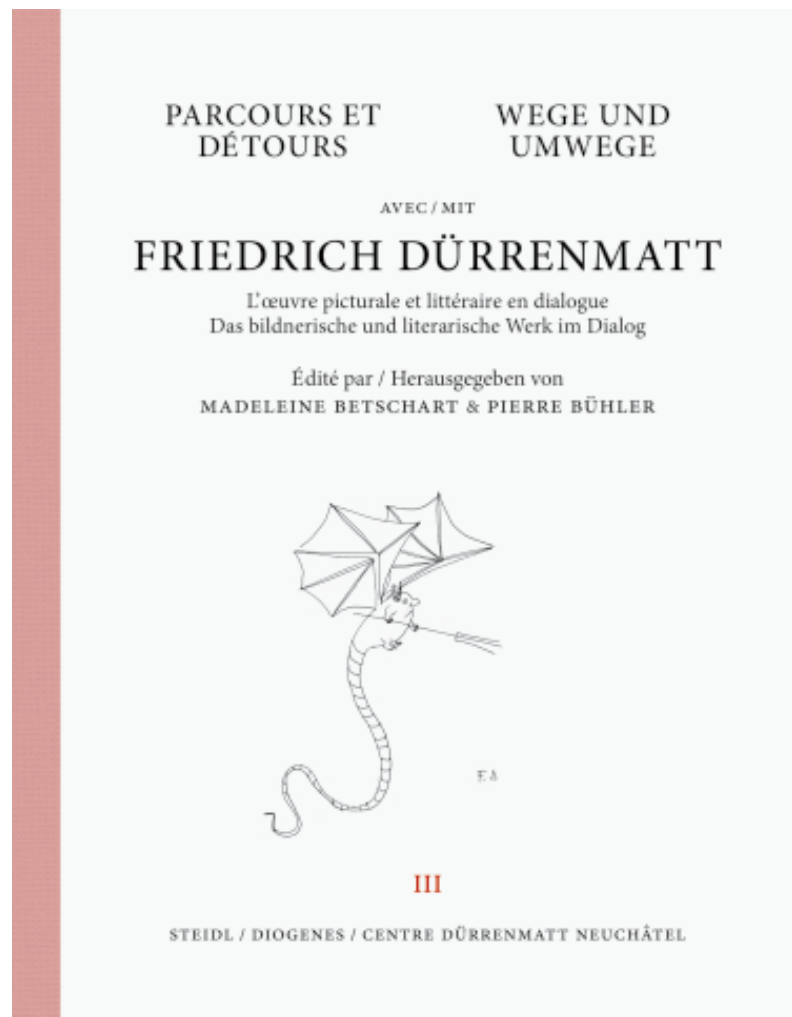 PARCOURS ET
DÉTOURS
WEGE UND
UMWEGE
AVEC / MIT
FRIEDRICH DÜRRENMATT
L'œuvre picturale et littéraire en dialogue
Das bildnerische und literarische Werk im Dialog
Édité par / Herausgegeben von
MADELEINE BETSCHART & PIERRE BÜHLER
III
STEIDL / DIOGENES / CENTRE DÜRRENMATT NEUCHÂTEL